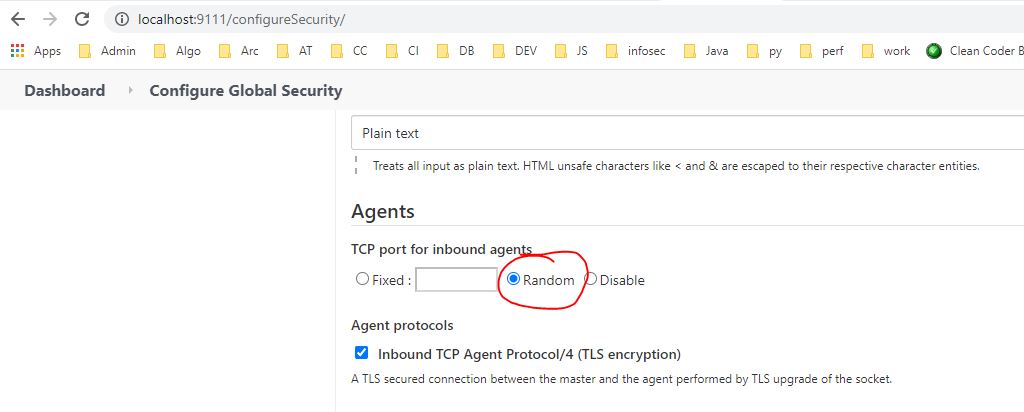 localhost:9111/configureSecurity/
Apps Admin Algo Arc AT CC CI DB DEV JS infosec Java py perf work Clean Coder B
Dashboard Configure Global Security
Plain text
Treats all input as plain text. HTML unsafe characters like < and & are escaped to their respective character entities.
Agents
TCP port for inbound agents
Fixed : Random Disable
Agent protocols
Inbound TCP Agent Protocol/4 (TLS encryption)
A TLS secured connection between the master and the agent performed by TLS upgrade of the socket.